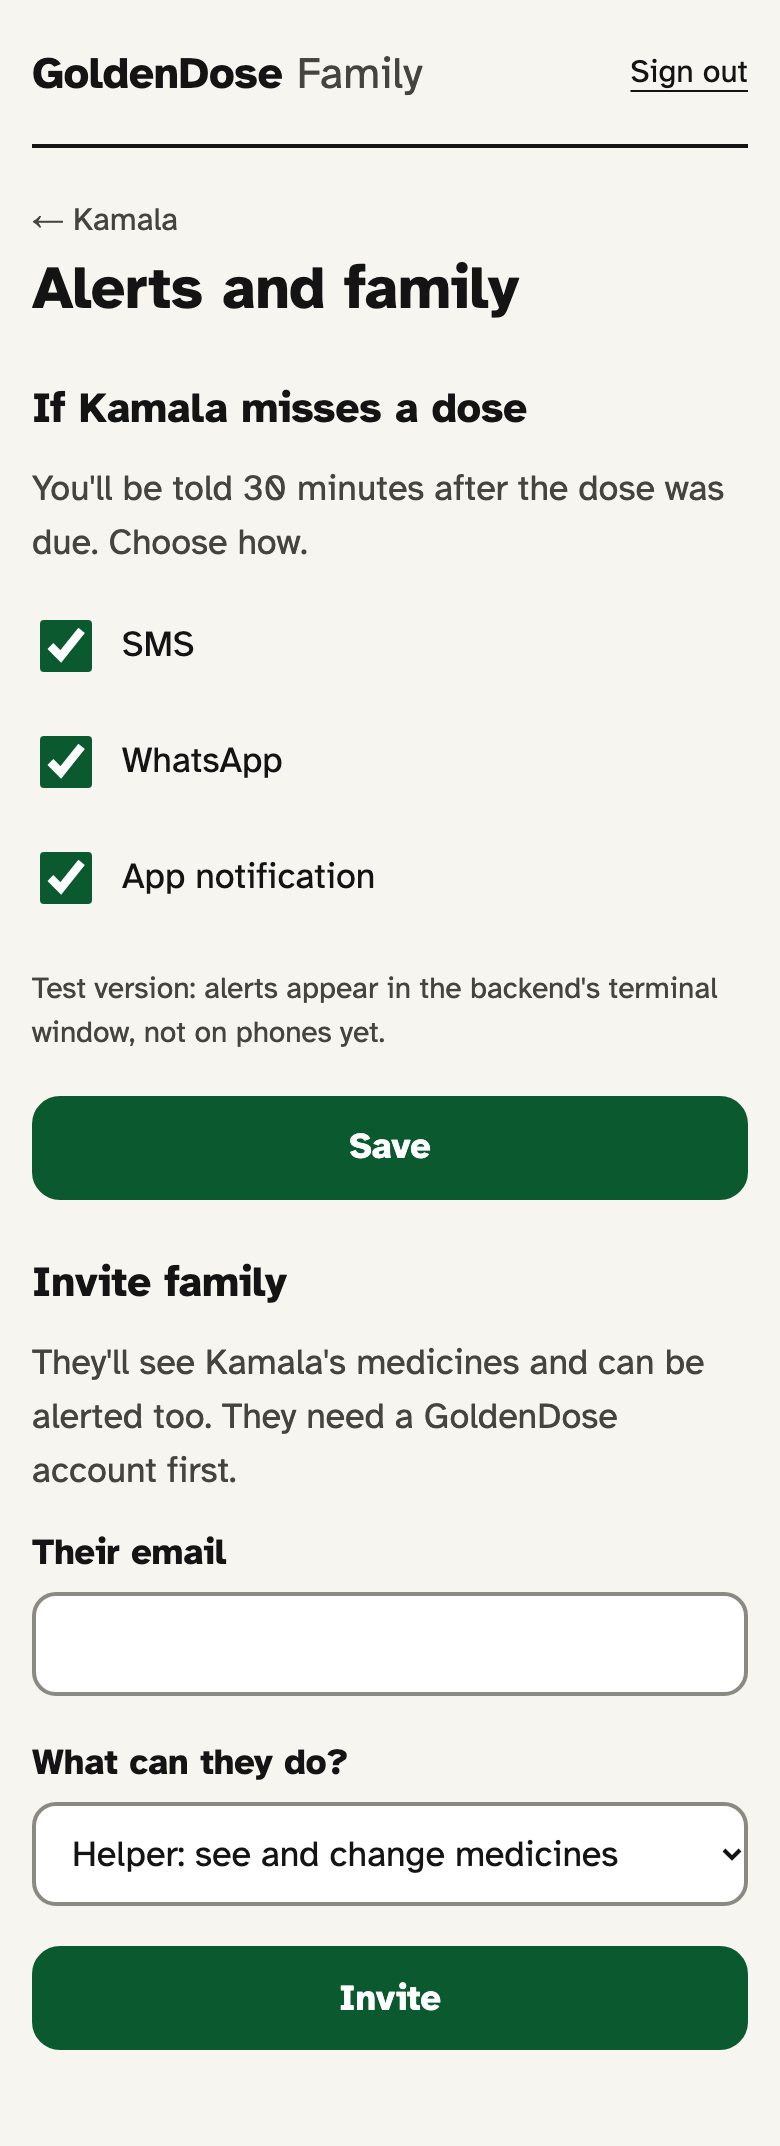 GoldenDose Family
Sign out
← Kamala
Alerts and family
If Kamala misses a dose
You'll be told 30 minutes after the dose was
due. Choose how.
SMS
WhatsApp
App notification
Test version: alerts appear in the backend's terminal
window, not on phones yet.
Save
Invite family
They'll see Kamala's medicines and can be
alerted too. They need a GoldenDose
account first.
Their email
What can they do?
Helper: see and change medicines
Invite